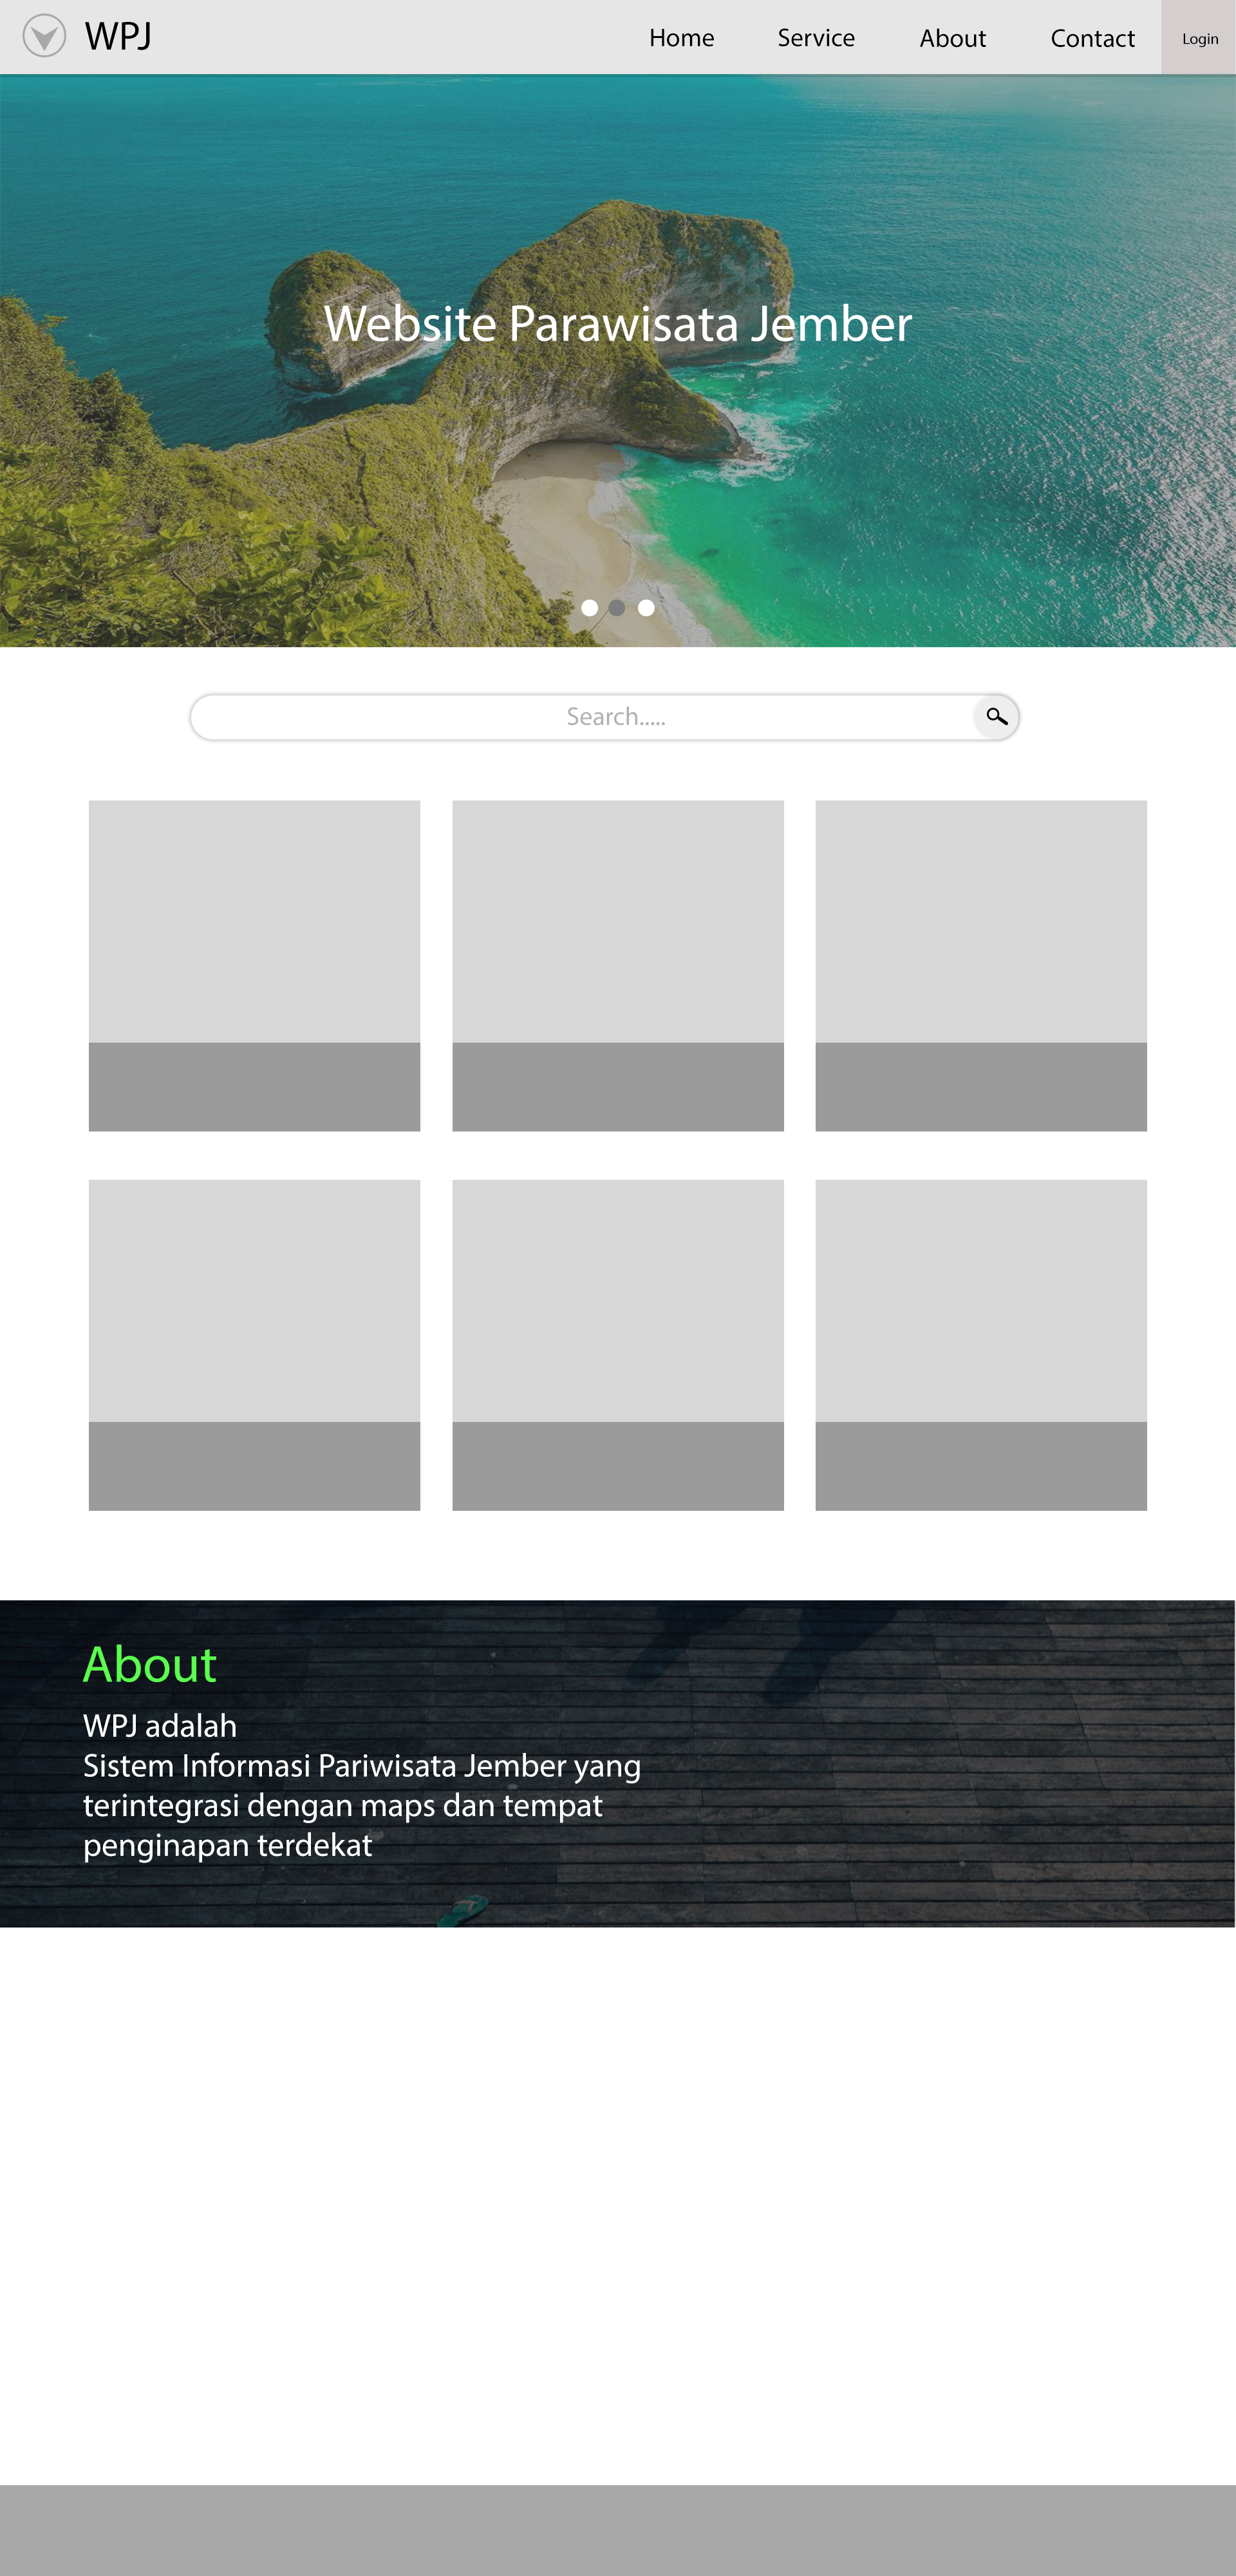 WPJ
Home
Service
About
Contact
Login
Website Parawisata Jember
Search.....
About
WPJ adalah
Sistem Informasi Pariwisata Jember yang
terintegrasi dengan maps dan tempat
penginapan terdekat